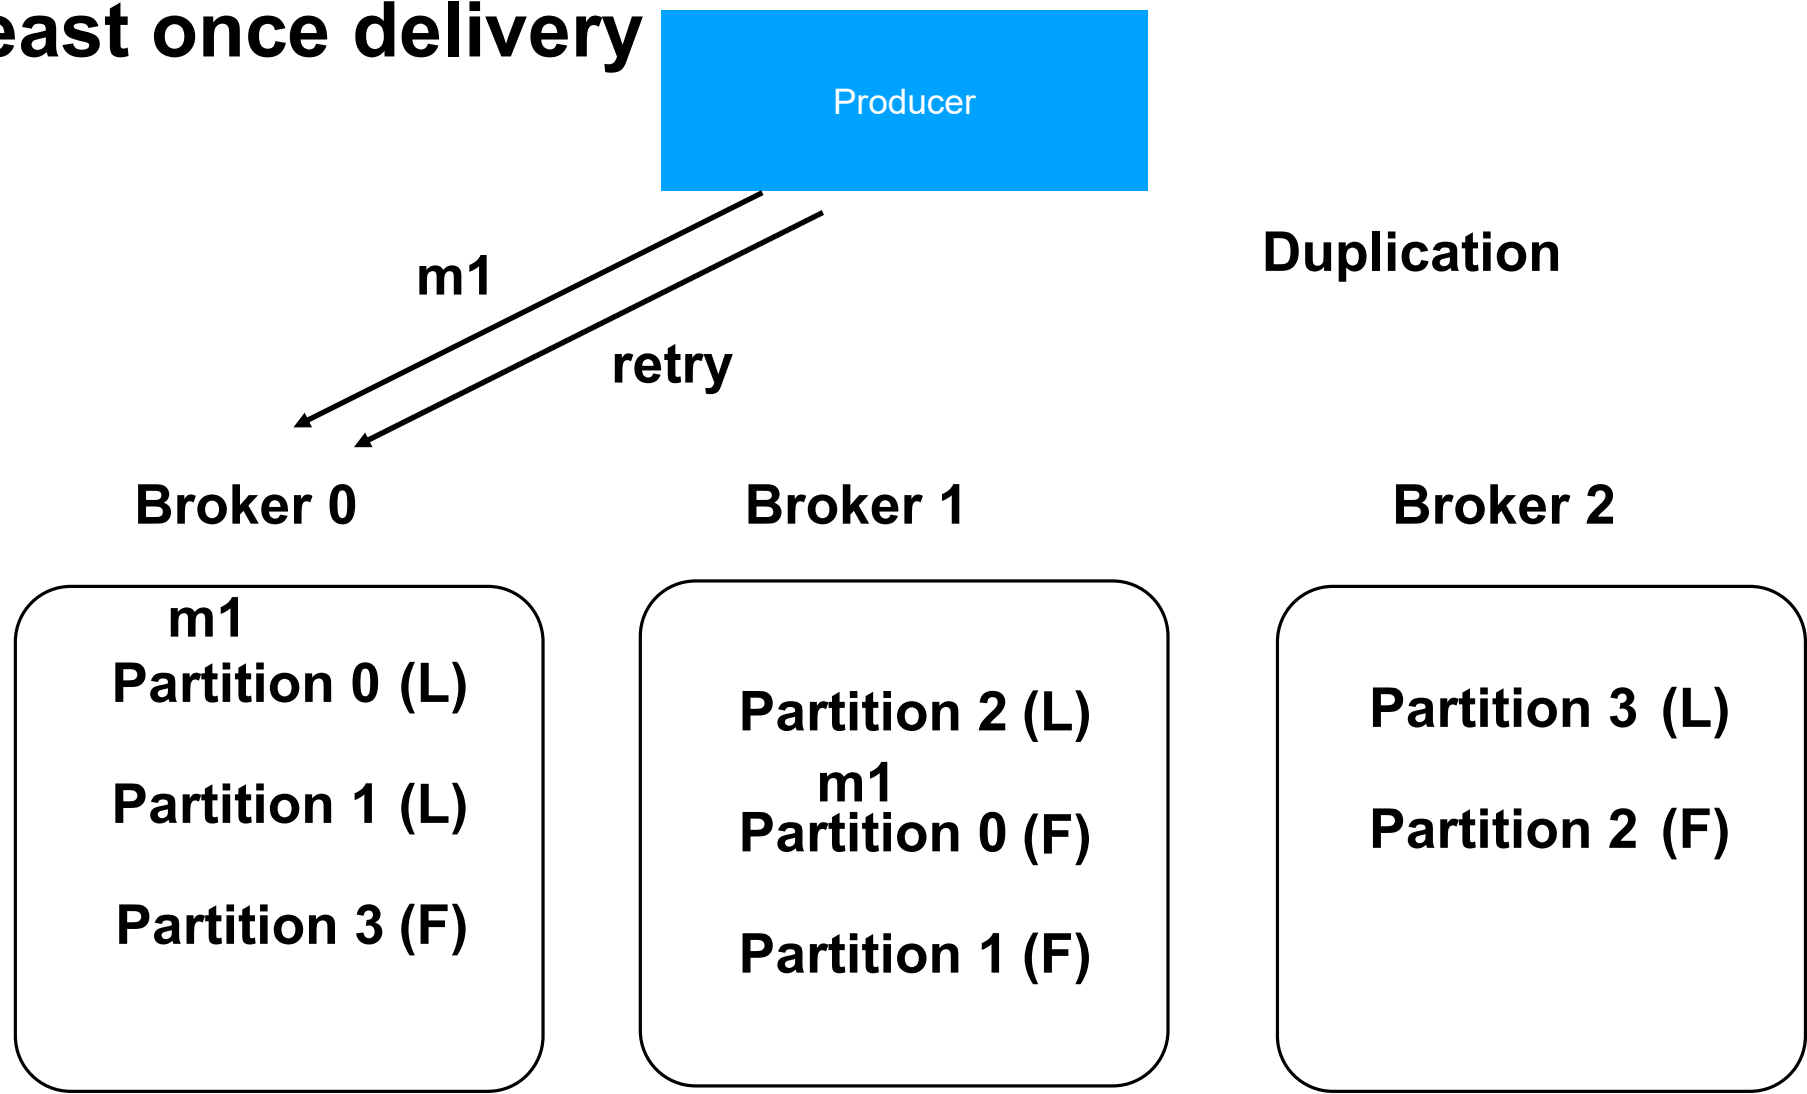 east once delivery
Producer
m1
Duplication
retry
Broker 0
Broker 1
Broker 2
m1
Partition 0 (L)
Partition 1 (L)
Partition 3 (F)
Partition 2 (L)
m1
Partition 0 (F)
Partition 1 (F)
Partition 3 (L)
Partition 2 (F)